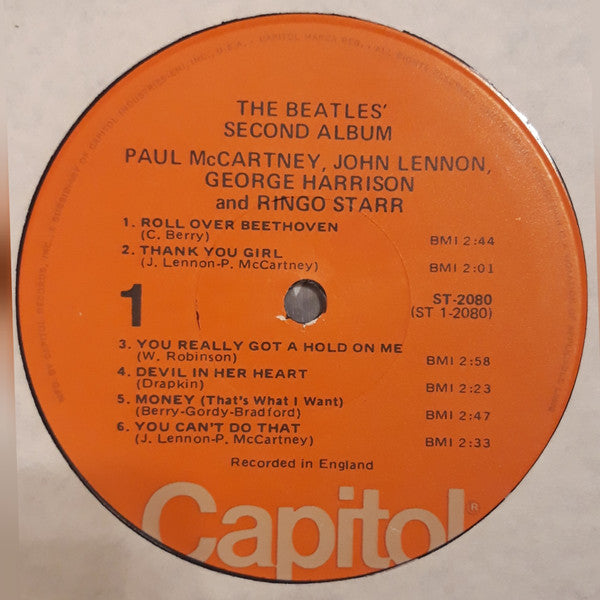 THE BEATLES'
SECOND ALBUM
PAUL McCARTNEY, JOHN LENNON,
GEORGE HARRISON
and RINGO STARR
1. ROLL OVER BEETHOVEN
(C. Berry) BMI 2:44
2. THANK YOU GIRL
(J. Lennon-P. McCartney) BMI 2:01
1 ST-2080
(ST 1-2080)
3. YOU REALLY GOT A HOLD ON ME
(W. Robinson) BMI 2:58
4. DEVIL IN HER HEART
(Drapkin) BMI 2:23
5. MONEY (That's What I Want)
(Berry-Gordy-Bradford) BMI 2:47
6. YOU CAN'T DO THAT
(J. Lennon-P. McCartney) BMI 2:33
Recorded in England
Capitol®